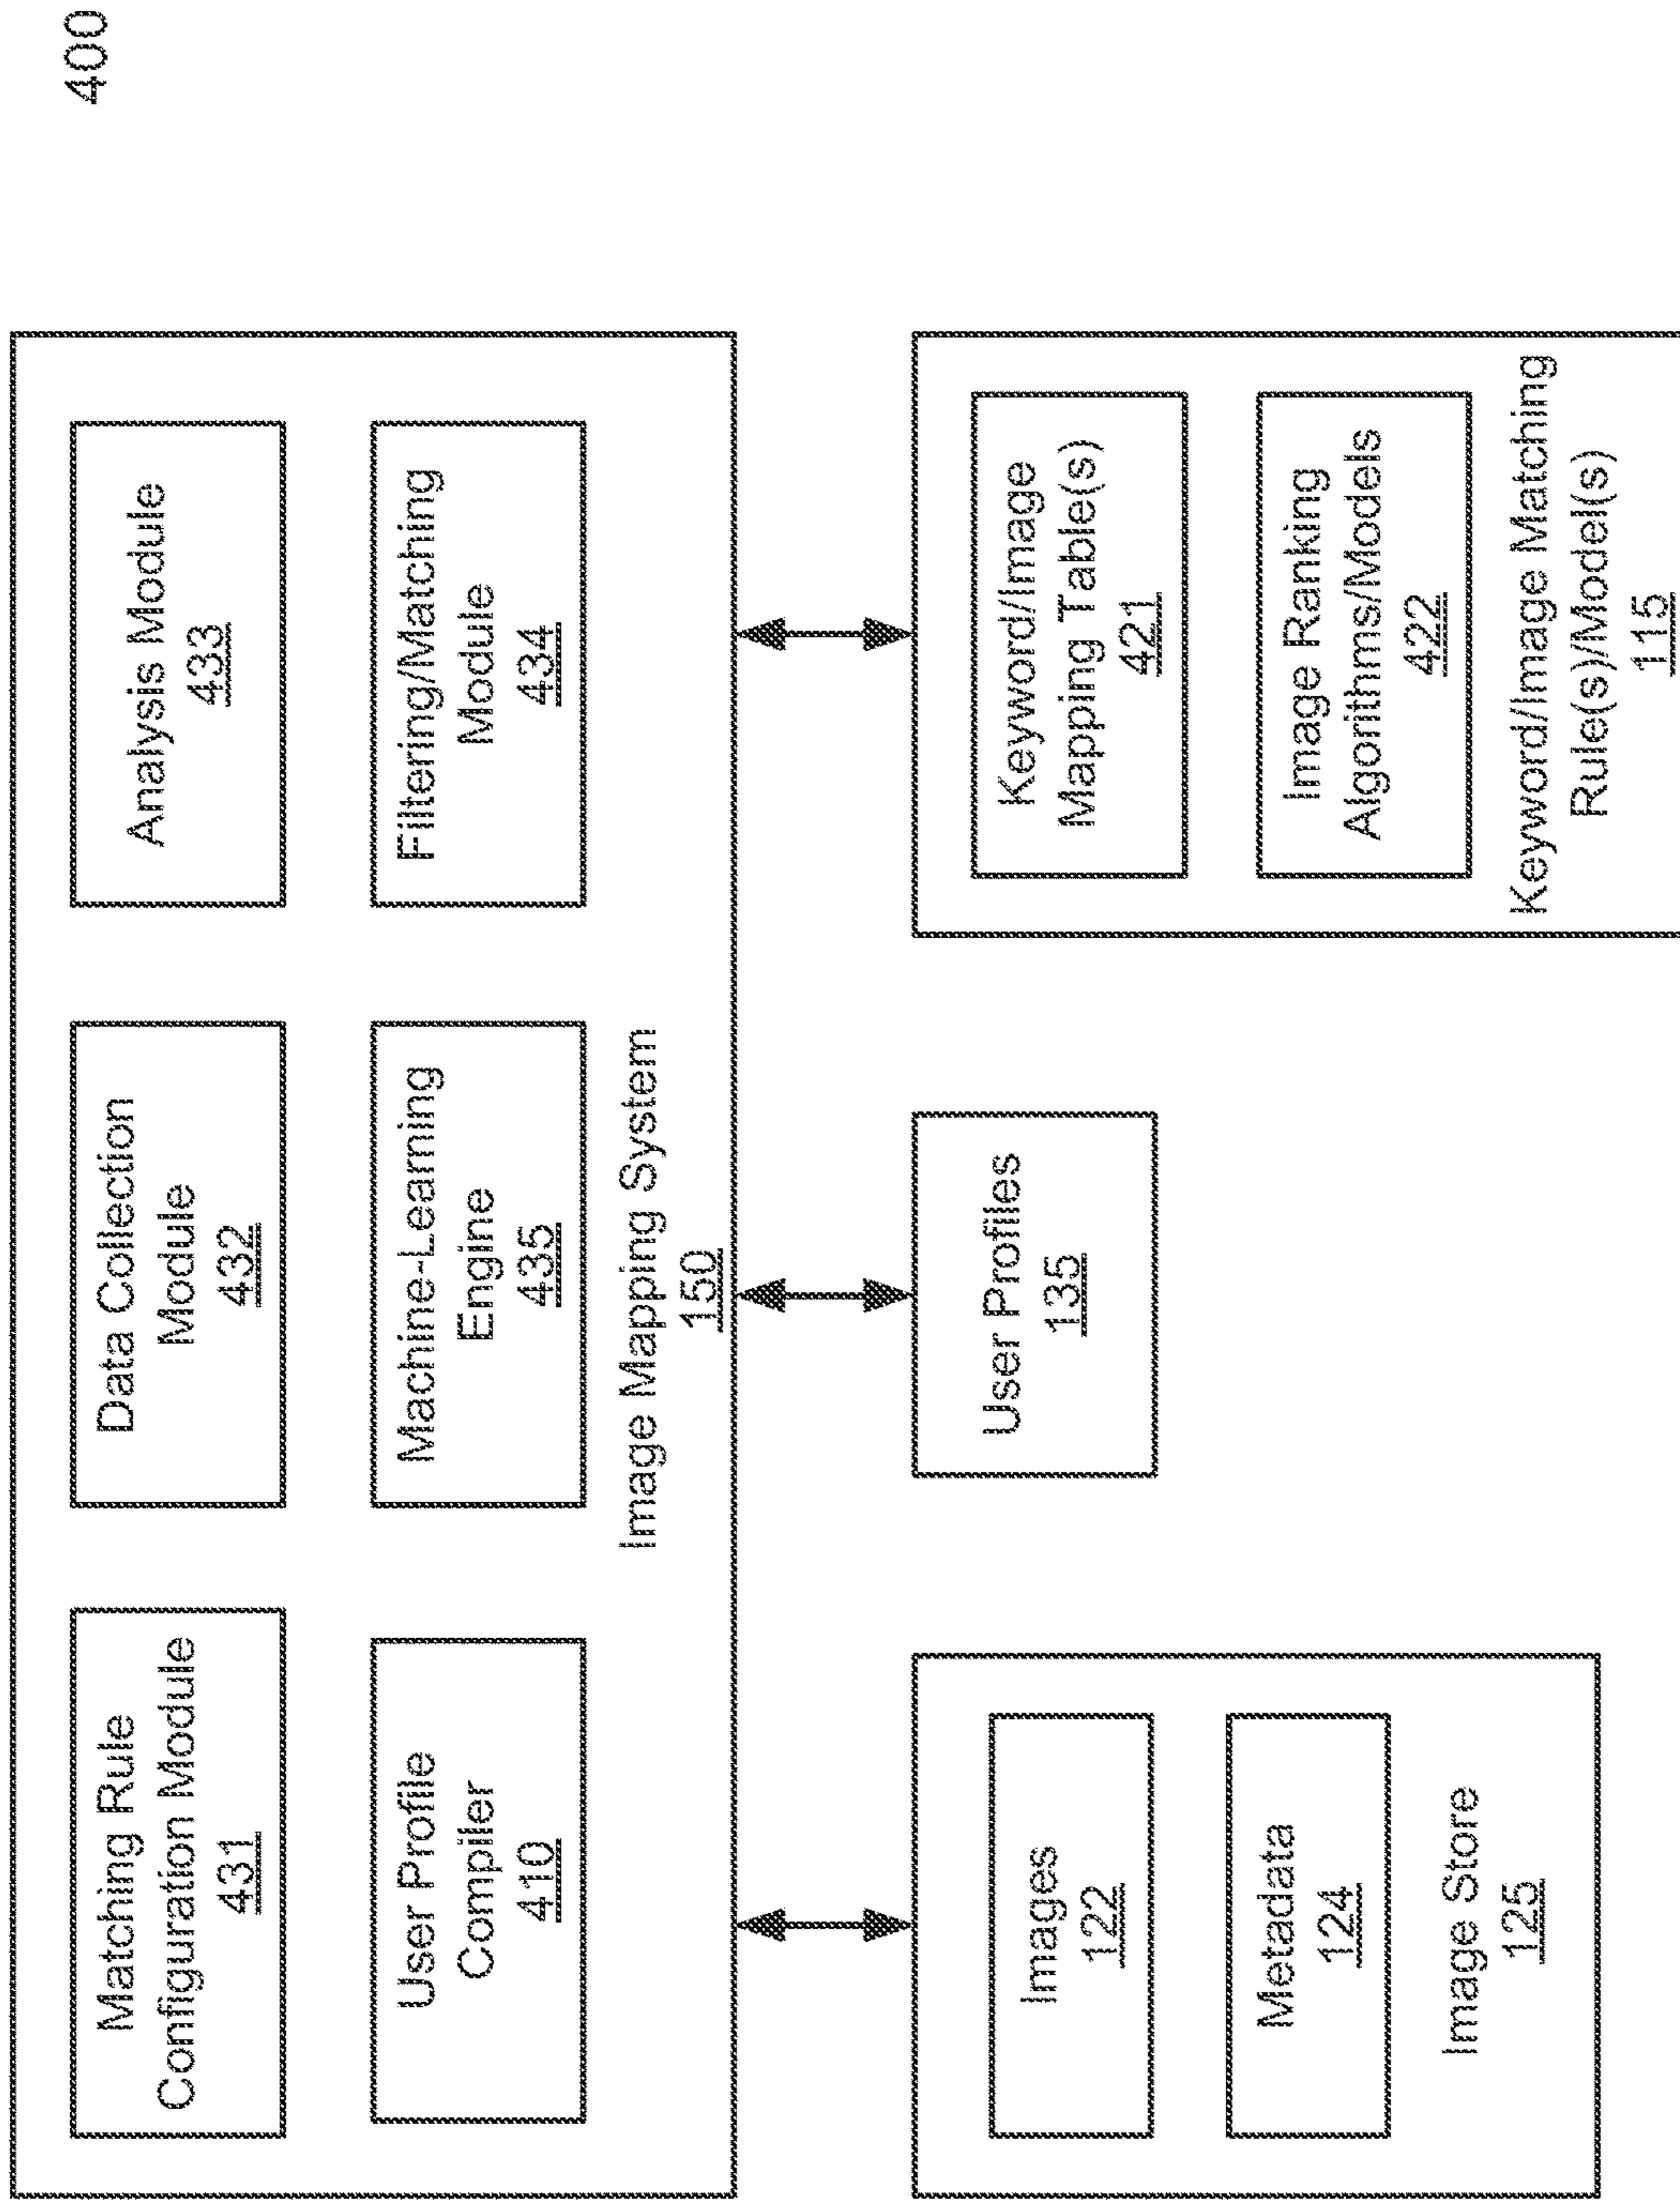 400
Matching Rule
Configuration Module
431
Data Collection
Module
432
Analysis Module
433
User Profile
Compiler
410
Machine-Learning
Engine
435
Filtering/Matching
Module
434
Image Mapping System
150
Images
122
Metadata
124
Image Store
125
User Profiles
135
Keyword/Image
Mapping Table(s)
421
Image Ranking
Algorithms/Models
422
Keyword/Image Matching
Rule(s)/Model(s)
115